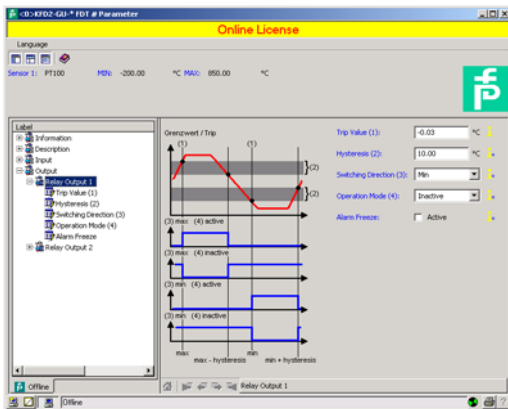 <0>KFD2-GU-* FDT # Parameter
Online License
Language
Sensor 1: PT100 MIN: -200.00 °C MAX: 850.00 °C
Label
Information
Description
Input
Output
Relay Output 1
Trip Value (1)
Hysteresis (2)
Switching Direction (3)
Operation Mode (4)
Alarm Freeze
Relay Output 2
Grenzwert / Trip
(1) (1)
(2)
(2)
(3) max (4) active
(3) max (4) inactive
(3) min (4) active
(3) min (4) inactive
max min
max - hysteresis min + hysteresis
Trip Value (1): -0.03 °C
Hysteresis (2): 10.00 °C
Switching Direction (3): Min
Operation Mode (4): Inactive
Alarm Freeze: Active
Offline
Relay Output 1
Offline